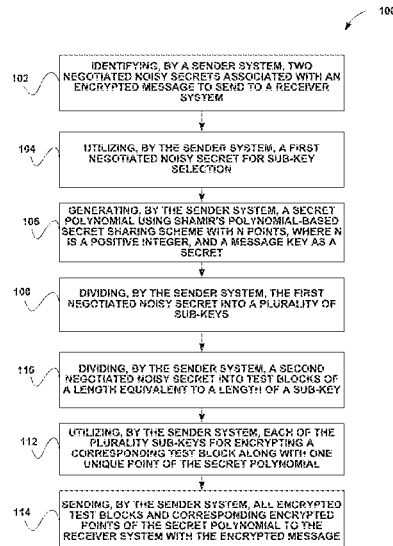 100
102
IDENTIFYING, BY A SENDER SYSTEM, TWO
NEGOTIATED NOISY SECRETS ASSOCIATED WITH AN
ENCRYPTED MESSAGE TO SEND TO A RECEIVER
SYSTEM
104
UTILIZING, BY THE SENDER SYSTEM, A FIRST
NEGOTIATED NOISY SECRET FOR SUB-KEY
SELECTION
106
GENERATING, BY THE SENDER SYSTEM, A SECRET
POLYNOMIAL USING SHAMIR'S POLYNOMIAL-BASED
SECRET SHARING SCHEME WITH N POINTS, WHERE N
IS A POSITIVE INTEGER, AND A MESSAGE KEY AS A
SECRET
108
DIVIDING, BY THE SENDER SYSTEM, THE FIRST
NEGOTIATED NOISY SECRET INTO A PLURALITY OF
SUB-KEYS
110
DIVIDING, BY THE SENDER SYSTEM, A SECOND
NEGOTIATED NOISY SECRET INTO TEST BLOCKS OF
A LENGTH EQUIVALENT TO A LENGTH OF A SUB-KEY
112
UTILIZING, BY THE SENDER SYSTEM, EACH OF THE
PLURALITY SUB-KEYS FOR ENCRYPTING A
CORRESPONDING TEST BLOCK ALONG WITH ONE
UNIQUE POINT OF THE SECRET POLYNOMIAL
114
SENDING, BY THE SENDER SYSTEM, ALL ENCRYPTED
TEST BLOCKS AND CORRESPONDING ENCRYPTED
POINTS OF THE SECRET POLYNOMIAL TO THE
RECEIVER SYSTEM WITH THE ENCRYPTED MESSAGE